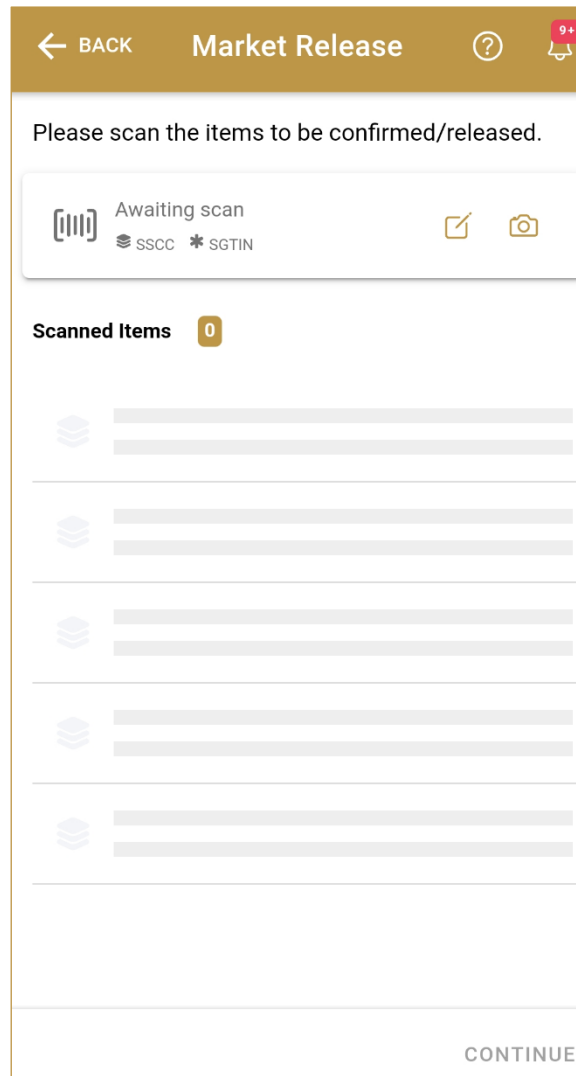 BACK Market Release 9+
Please scan the items to be confirmed/released.
Awaiting scan
SSCC * SGTIN
Scanned Items 0
CONTINUE